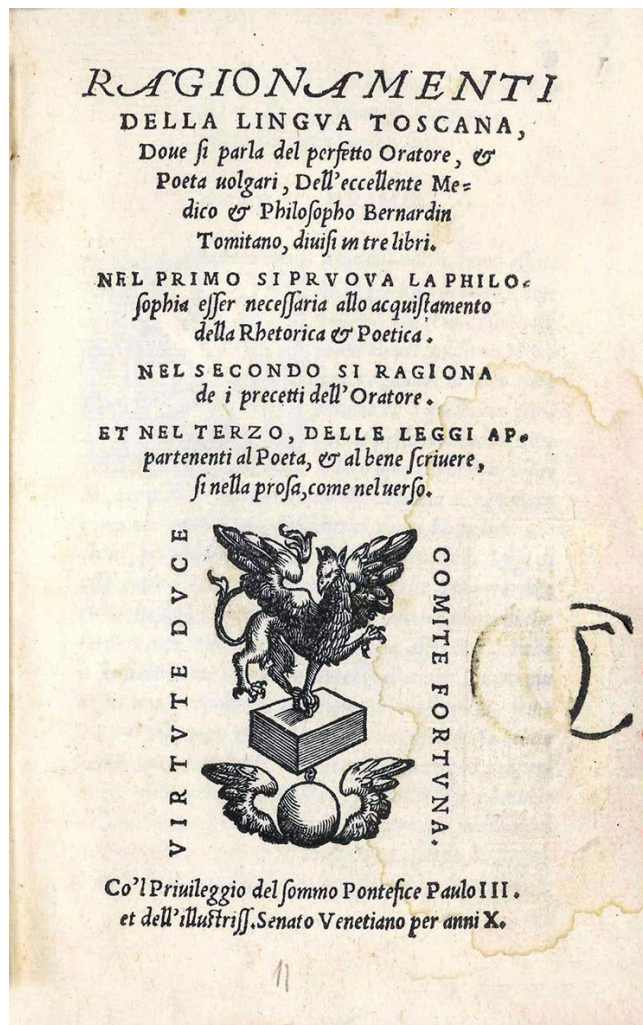 RAGIONAMENTI
DELLA LINGVA TOSCANA,
Doue ſi parla del perfetto Oratore, &
Poeta uolgari, Dell'eccellente Me=
dico & Philoſopho Bernardin
Tomitano, diuiſi in tre libri.
NEL PRIMO SI PRVOVA LA PHILO=
ſophia eſſer neceſſaria allo acquiſtamento
della Rhetorica & Poetica.
NEL SECONDO SI RAGIONA
de i precetti dell'Oratore.
ET NEL TERZO, DELLE LEGGI AP=
partenenti al Poeta, & al bene ſcriuere,
ſi nella proſa, come nel uerſo.
VIRTVTE DVCE
COMITE FORTVNA.
Co'l Priuileggio del ſommo Pontefice Paulo III.
et dell'illuſtriſſ. Senato Venetiano per anni X.